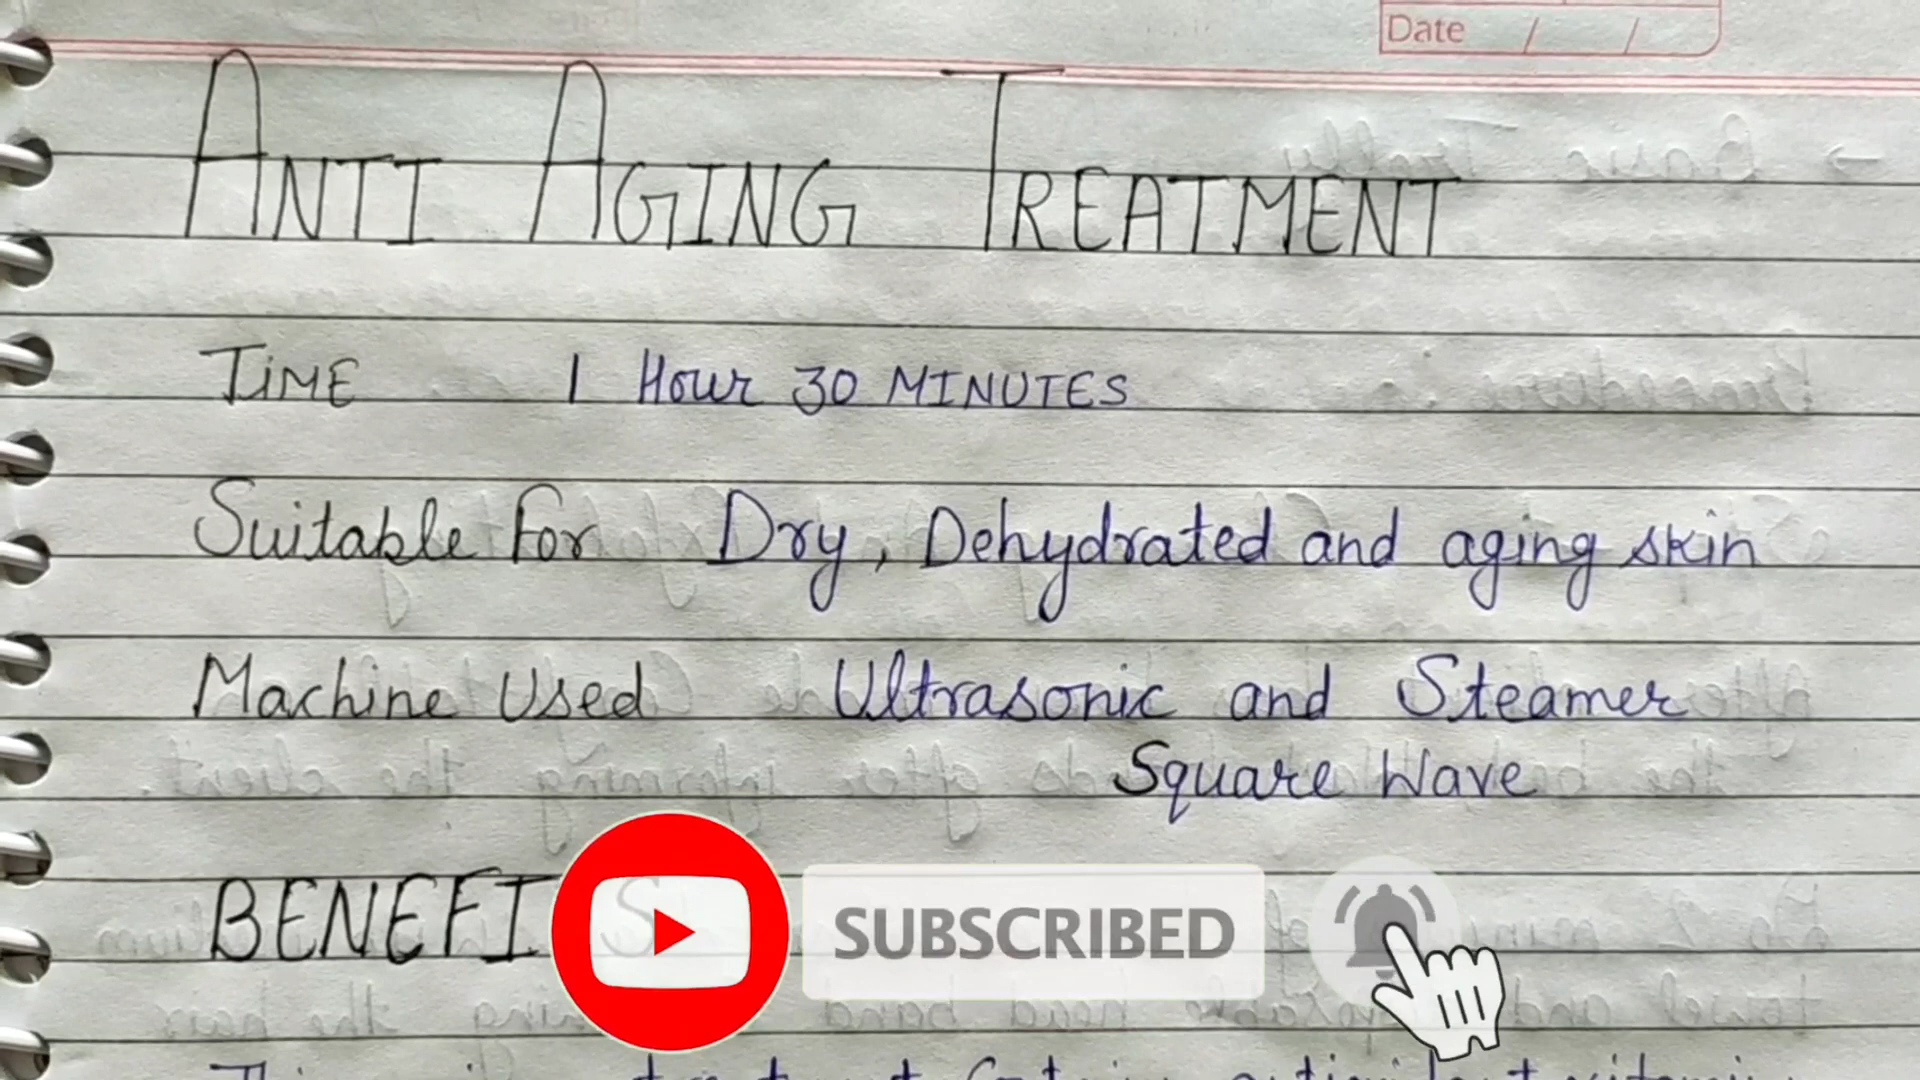 Date / /
ANTI AGING TREATMENT
TIME 1 Hour 30 MINUTES
Suitable For Dry, Dehydrated and aging skin
Machine Used Ultrasonic and Steamer
Square Wave
BENEFI S
SUBSCRIBED